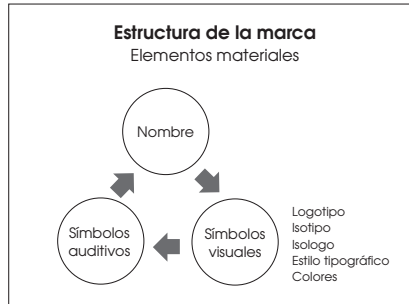 Estructura de la marca
Elementos materiales
Nombre
Símbolos
auditivos
Símbolos
visuales
Logotipo
Isotipo
Isologo
Estilo tipográfico
Colores